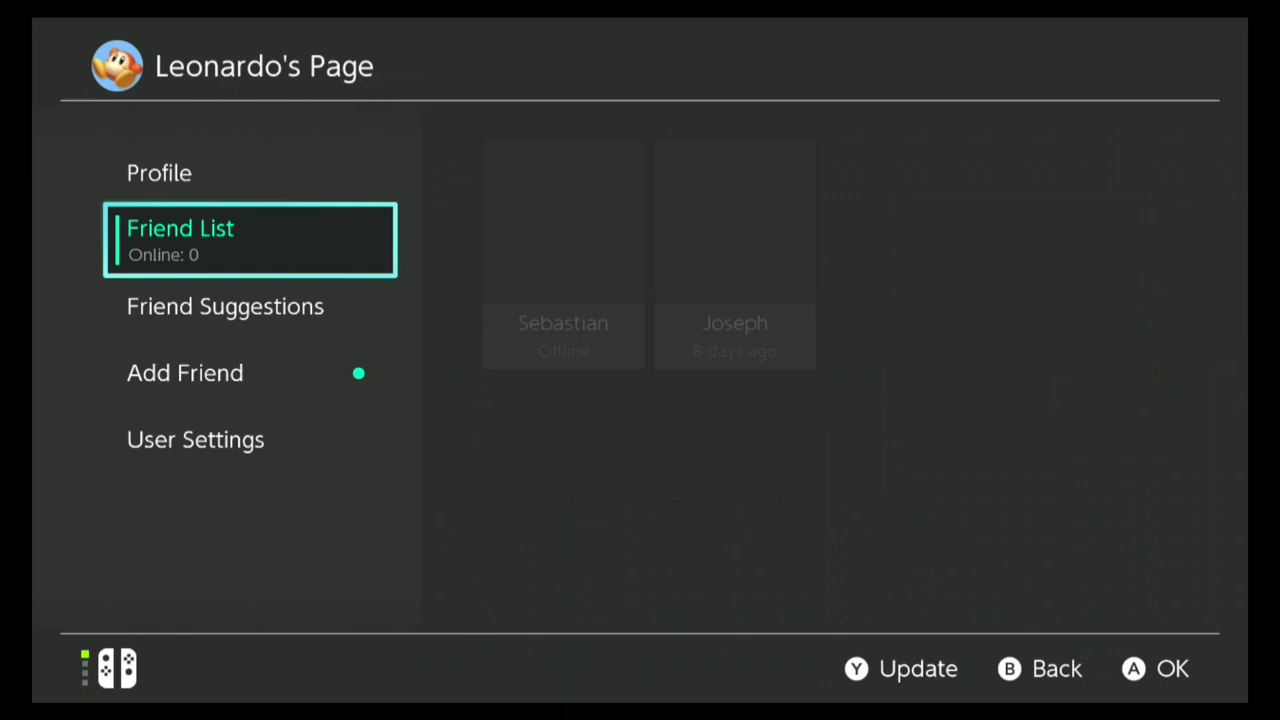 Leonardo's Page
Profile
Friend List
Online: 0
Friend Suggestions
Add Friend
User Settings
Sebastian
Offline
Joseph
8 days ago
Y Update
B Back
A OK